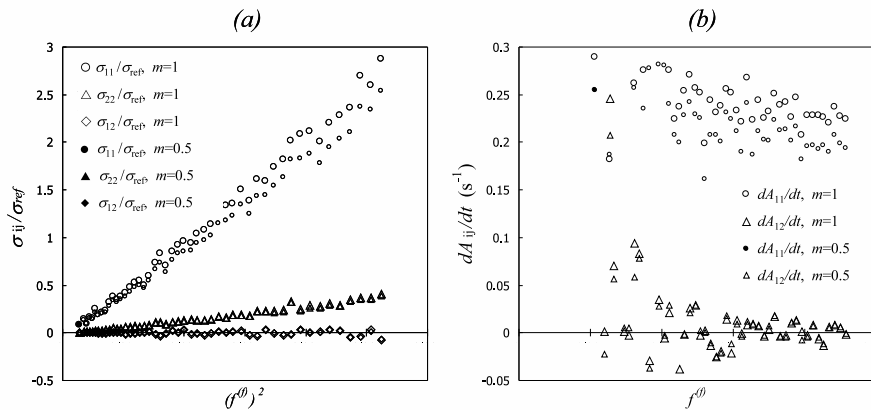 (a)
σij/σref
3
2.5
2
1.5
1
0.5
0
-0.5
σ11/σref, m=1
σ22/σref, m=1
σ12/σref, m=1
σ11/σref, m=0.5
σ22/σref, m=0.5
σ12/σref, m=0.5
(f(f))2
(b)
dAij/dt (s-1)
0.3
0.25
0.2
0.15
0.1
0.05
0
-0.05
dA11/dt, m=1
dA12/dt, m=1
dA11/dt, m=0.5
dA12/dt, m=0.5
f(f)